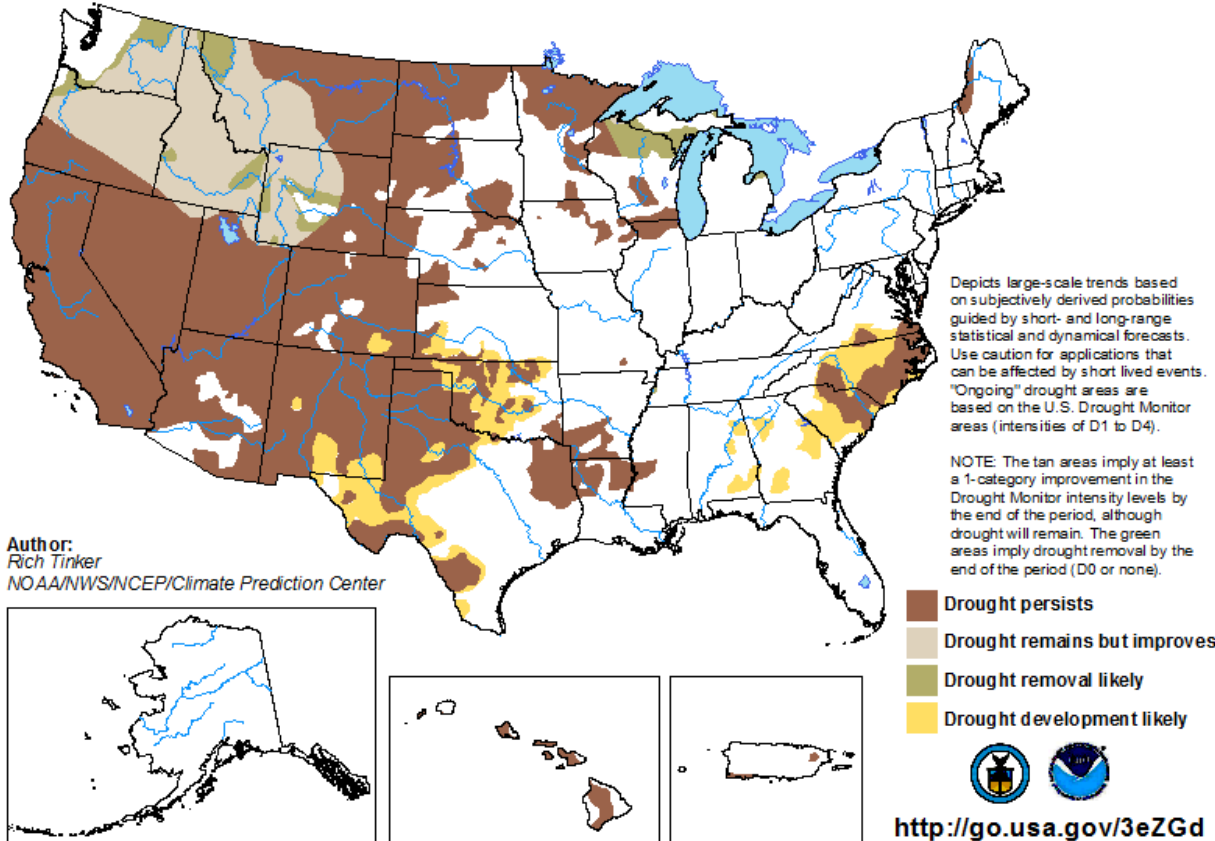 Depicts large-scale trends based
on subjectively derived probabilities
guided by short- and long-range
statistical and dynamical forecasts.
Use caution for applications that
can be affected by short lived events.
"Ongoing" drought areas are
based on the U.S. Drought Monitor
areas (intensities of D1 to D4).
NOTE: The tan areas imply at least
a 1-category improvement in the
Drought Monitor intensity levels by
the end of the period, although
drought will remain. The green
areas imply drought removal by the
end of the period (D0 or none).
Author:
Rich Tinker
NOAA/NWS/NCEP/Climate Prediction Center
Drought persists
Drought remains but improves
Drought removal likely
Drought development likely
http://go.usa.gov/3eZGd